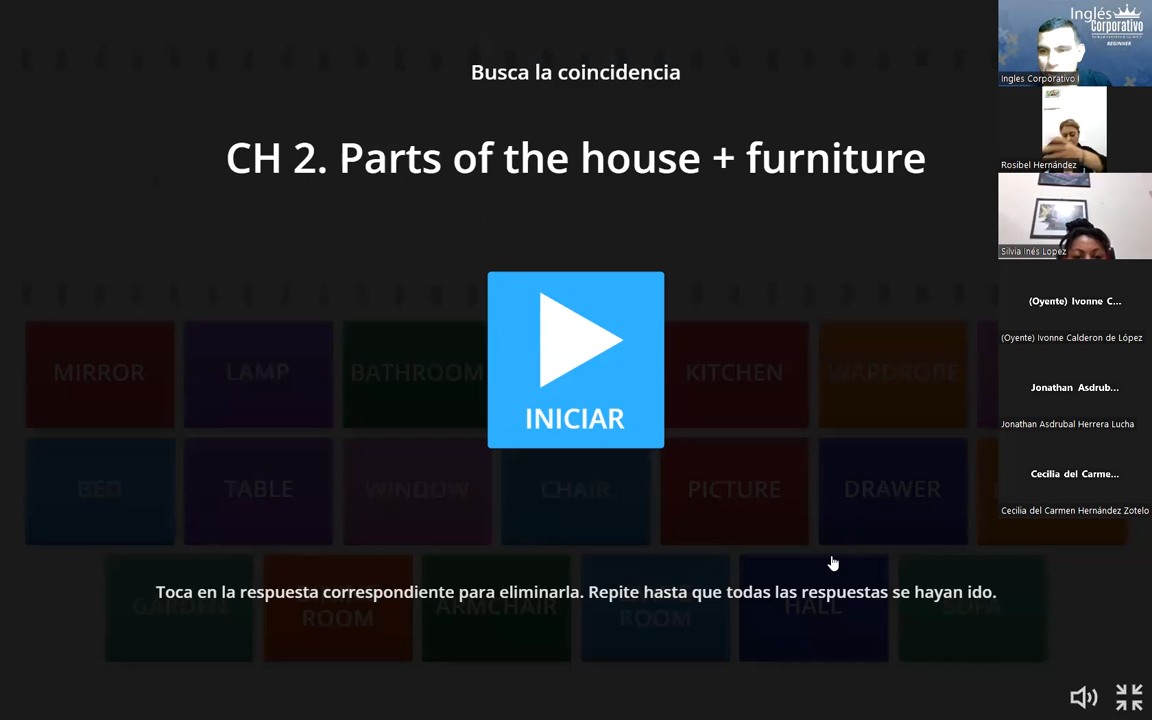 Busca la coincidencia
CH 2. Parts of the house + furniture
INICIAR
MIRROR
LAMP
BATHROOM
KITCHEN
WARDROBE
BED
TABLE
WINDOW
CHAIR
PICTURE
DRAWER
Toca en la respuesta correspondiente para eliminarla. Repite hasta que todas las respuestas se hayan ido.
GARDEN
ROOM
ARMCHAIR
ROOM
HALL
SOFA
Inglés
Corporativo
BEGINNER
Ingles Corporativo
Rosibel Hernández
Silvia Inés Lopez
(Oyente) Ivonne C...
(Oyente) Ivonne Calderon de López
Jonathan Asdrub...
Jonathan Asdrubal Herrera Lucha
Cecilia del Carme...
Cecilia del Carmen Hernández Zotelo